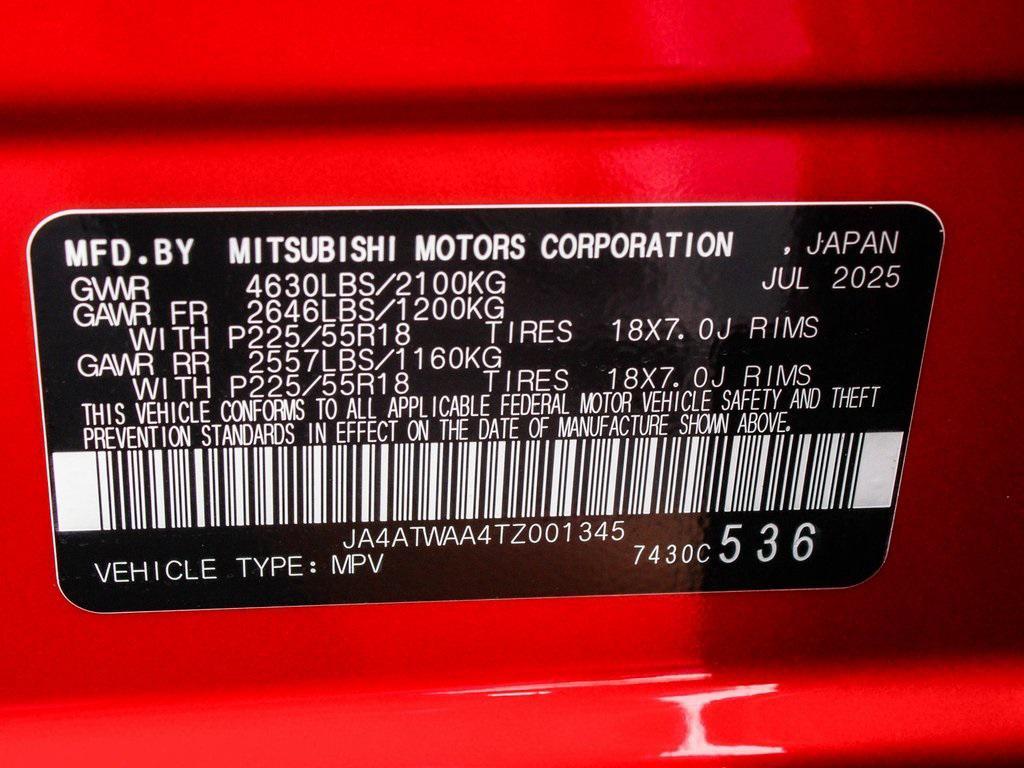 MFD.BY MITSUBISHI MOTORS CORPORATION , JAPAN
JUL 2025
GVWR 4630LBS/2100KG
GAWR FR 2646LBS/1200KG
WITH P225/55R18 TIRES 18X7.0J RIMS
GAWR RR 2557LBS/1160KG
WITH P225/55R18 TIRES 18X7.0J RIMS
THIS VEHICLE CONFORMS TO ALL APPLICABLE FEDERAL MOTOR VEHICLE SAFETY AND THEFT
PREVENTION STANDARDS IN EFFECT ON THE DATE OF MANUFACTURE SHOWN ABOVE.
JA4ATWAA4TZ001345
7430C 536
VEHICLE TYPE: MPV